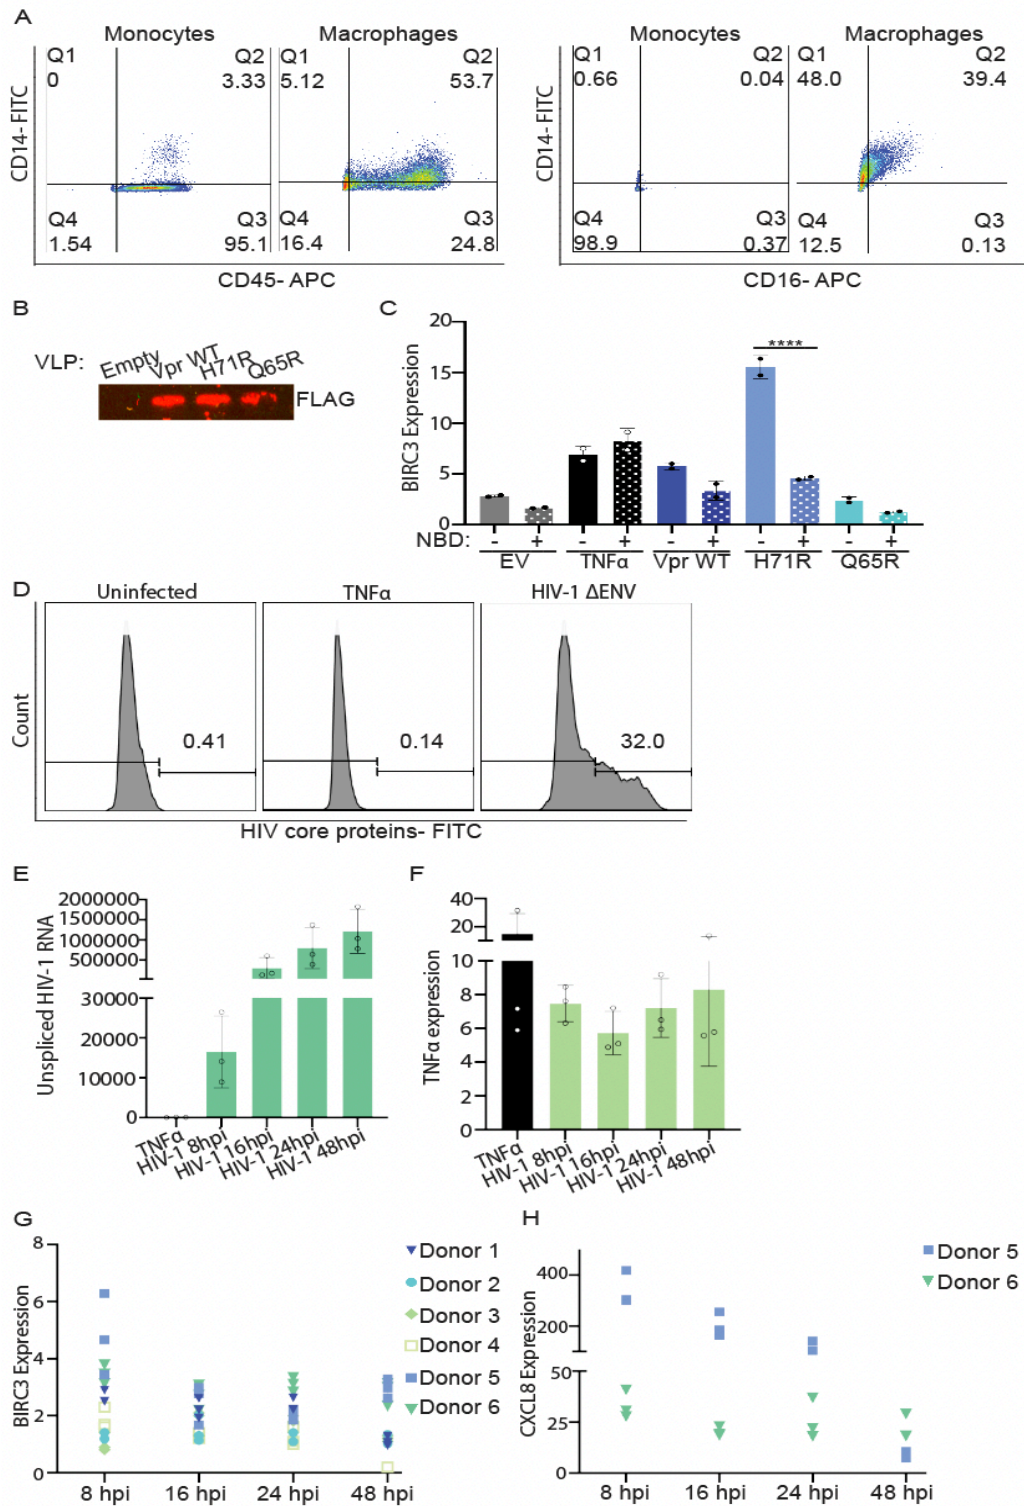 A
Monocytes Macrophages Monocytes Macrophages
Q1 Q2 Q1 Q2 Q1 Q2 Q1 Q2
0 3.33 5.12 53.7 0.66 0.04 48.0 39.4
CD14- FITC CD14- FITC
Q4 Q3 Q4 Q3 Q4 Q3 Q4 Q3
1.54 95.1 16.4 24.8 98.9 0.37 12.5 0.13
CD45- APC CD16- APC
B
VLP: Empty Vpr WT H71R Q65R
FLAG
C
BIRC3 Expression
20
15
10
5
0
****
NBD: - + - + - + - + - +
EV TNFα Vpr WT H71R Q65R
D
Uninfected TNFα HIV-1 ΔENV
Count
0.41 0.14 32.0
HIV core proteins- FITC
E
Unspliced HIV-1 RNA
2000000
1500000
1000000
500000
30000
20000
10000
0
TNFα HIV-1 8hpi HIV-1 16hpi HIV-1 24hpi HIV-1 48hpi
F
TNFα expression
40
20
10
8
6
4
2
0
TNFα HIV-1 8hpi HIV-1 16hpi HIV-1 24hpi HIV-1 48hpi
G
BIRC3 Expression
8
6
4
2
0
8 hpi 16 hpi 24 hpi 48 hpi
Donor 1
Donor 2
Donor 3
Donor 4
Donor 5
Donor 6
H
CXCL8 Expression
400
200
50
25
0
8 hpi 16 hpi 24 hpi 48 hpi
Donor 5
Donor 6